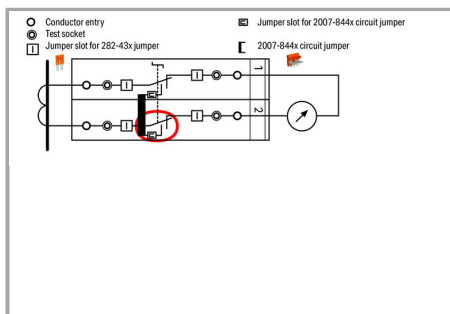 Conductor entry
Test socket
Jumper slot for 282-43x jumper
Jumper slot for 2007-844x circuit jumper
2007-844x circuit jumper
1
2